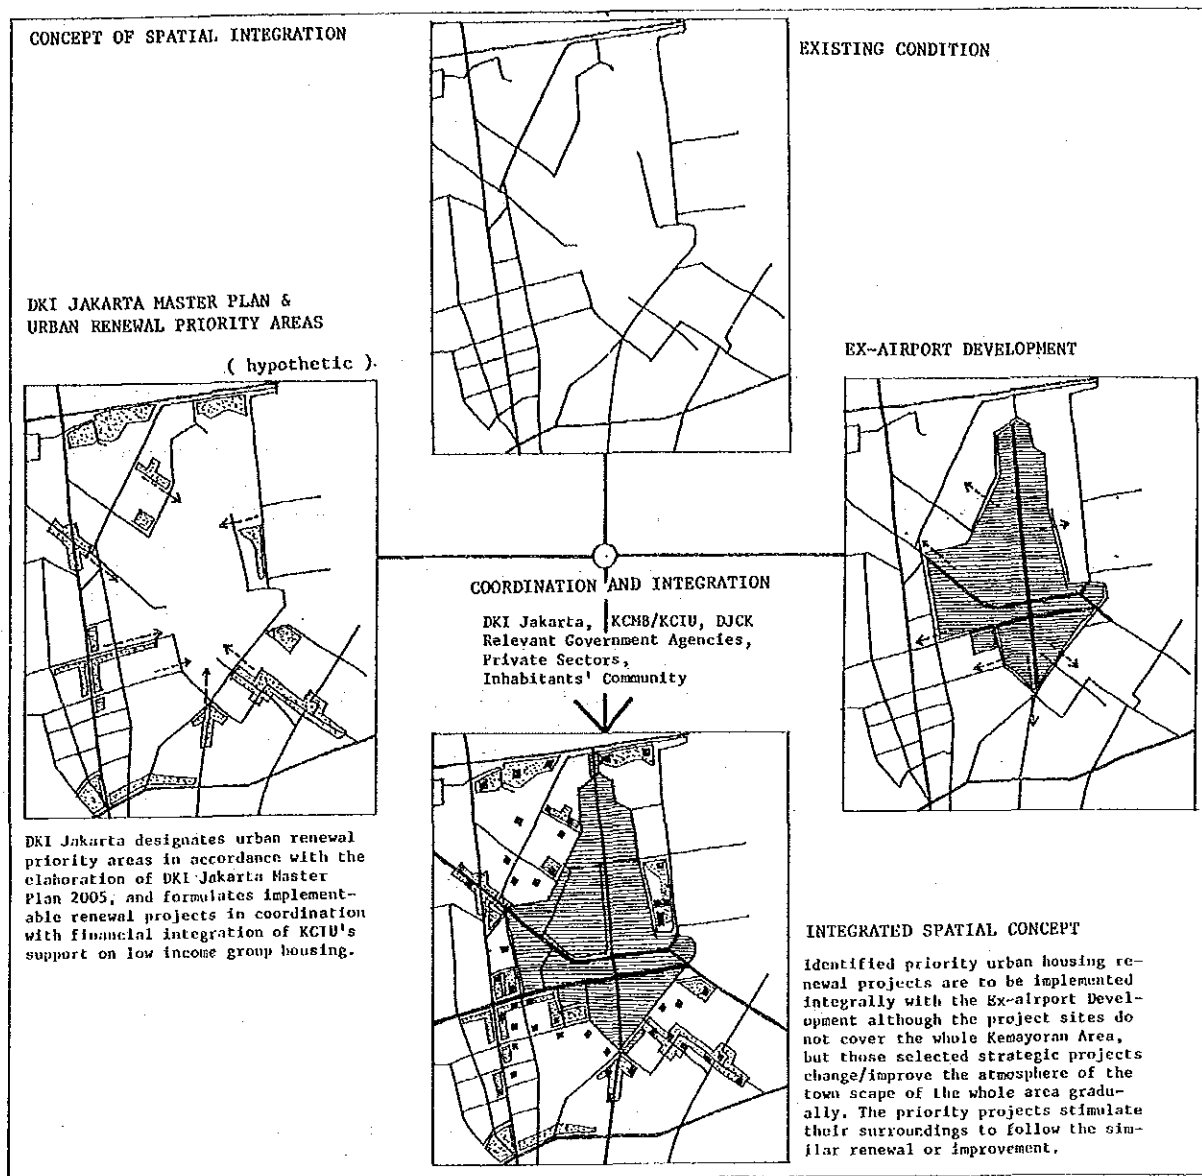 CONCEPT OF SPATIAL INTEGRATION
EXISTING CONDITION
DKI JAKARTA MASTER PLAN &
URBAN RENEWAL PRIORITY AREAS
( hypothetic ).
EX-AIRPORT DEVELOPMENT
COORDINATION AND INTEGRATION
DKI Jakarta, KCMB/KCIU, DJCK
Relevant Government Agencies,
Private Sectors,
Inhabitants' Community
DKI Jakarta designates urban renewal
priority areas in accordance with the
elaboration of DKI Jakarta Master
Plan 2005, and formulates implement-
able renewal projects in coordination
with financial integration of KCIU's
support on low income group housing.
INTEGRATED SPATIAL CONCEPT
Identified priority urban housing re-
newal projects are to be implemented
integrally with the Ex-airport Devel-
opment although the project sites do
not cover the whole Kemayoran Area,
but those selected strategic projects
change/improve the atmosphere of the
town scape of the whole area gradu-
ally. The priority projects stimulate
their surroundings to follow the sim-
ilar renewal or improvement.